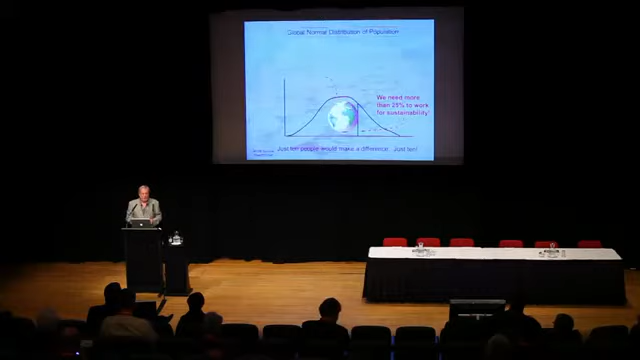 Global Normal Distribution of Population
We need more
than 25% to work
for sustainability!
Just ten people would make a difference. Just ten!